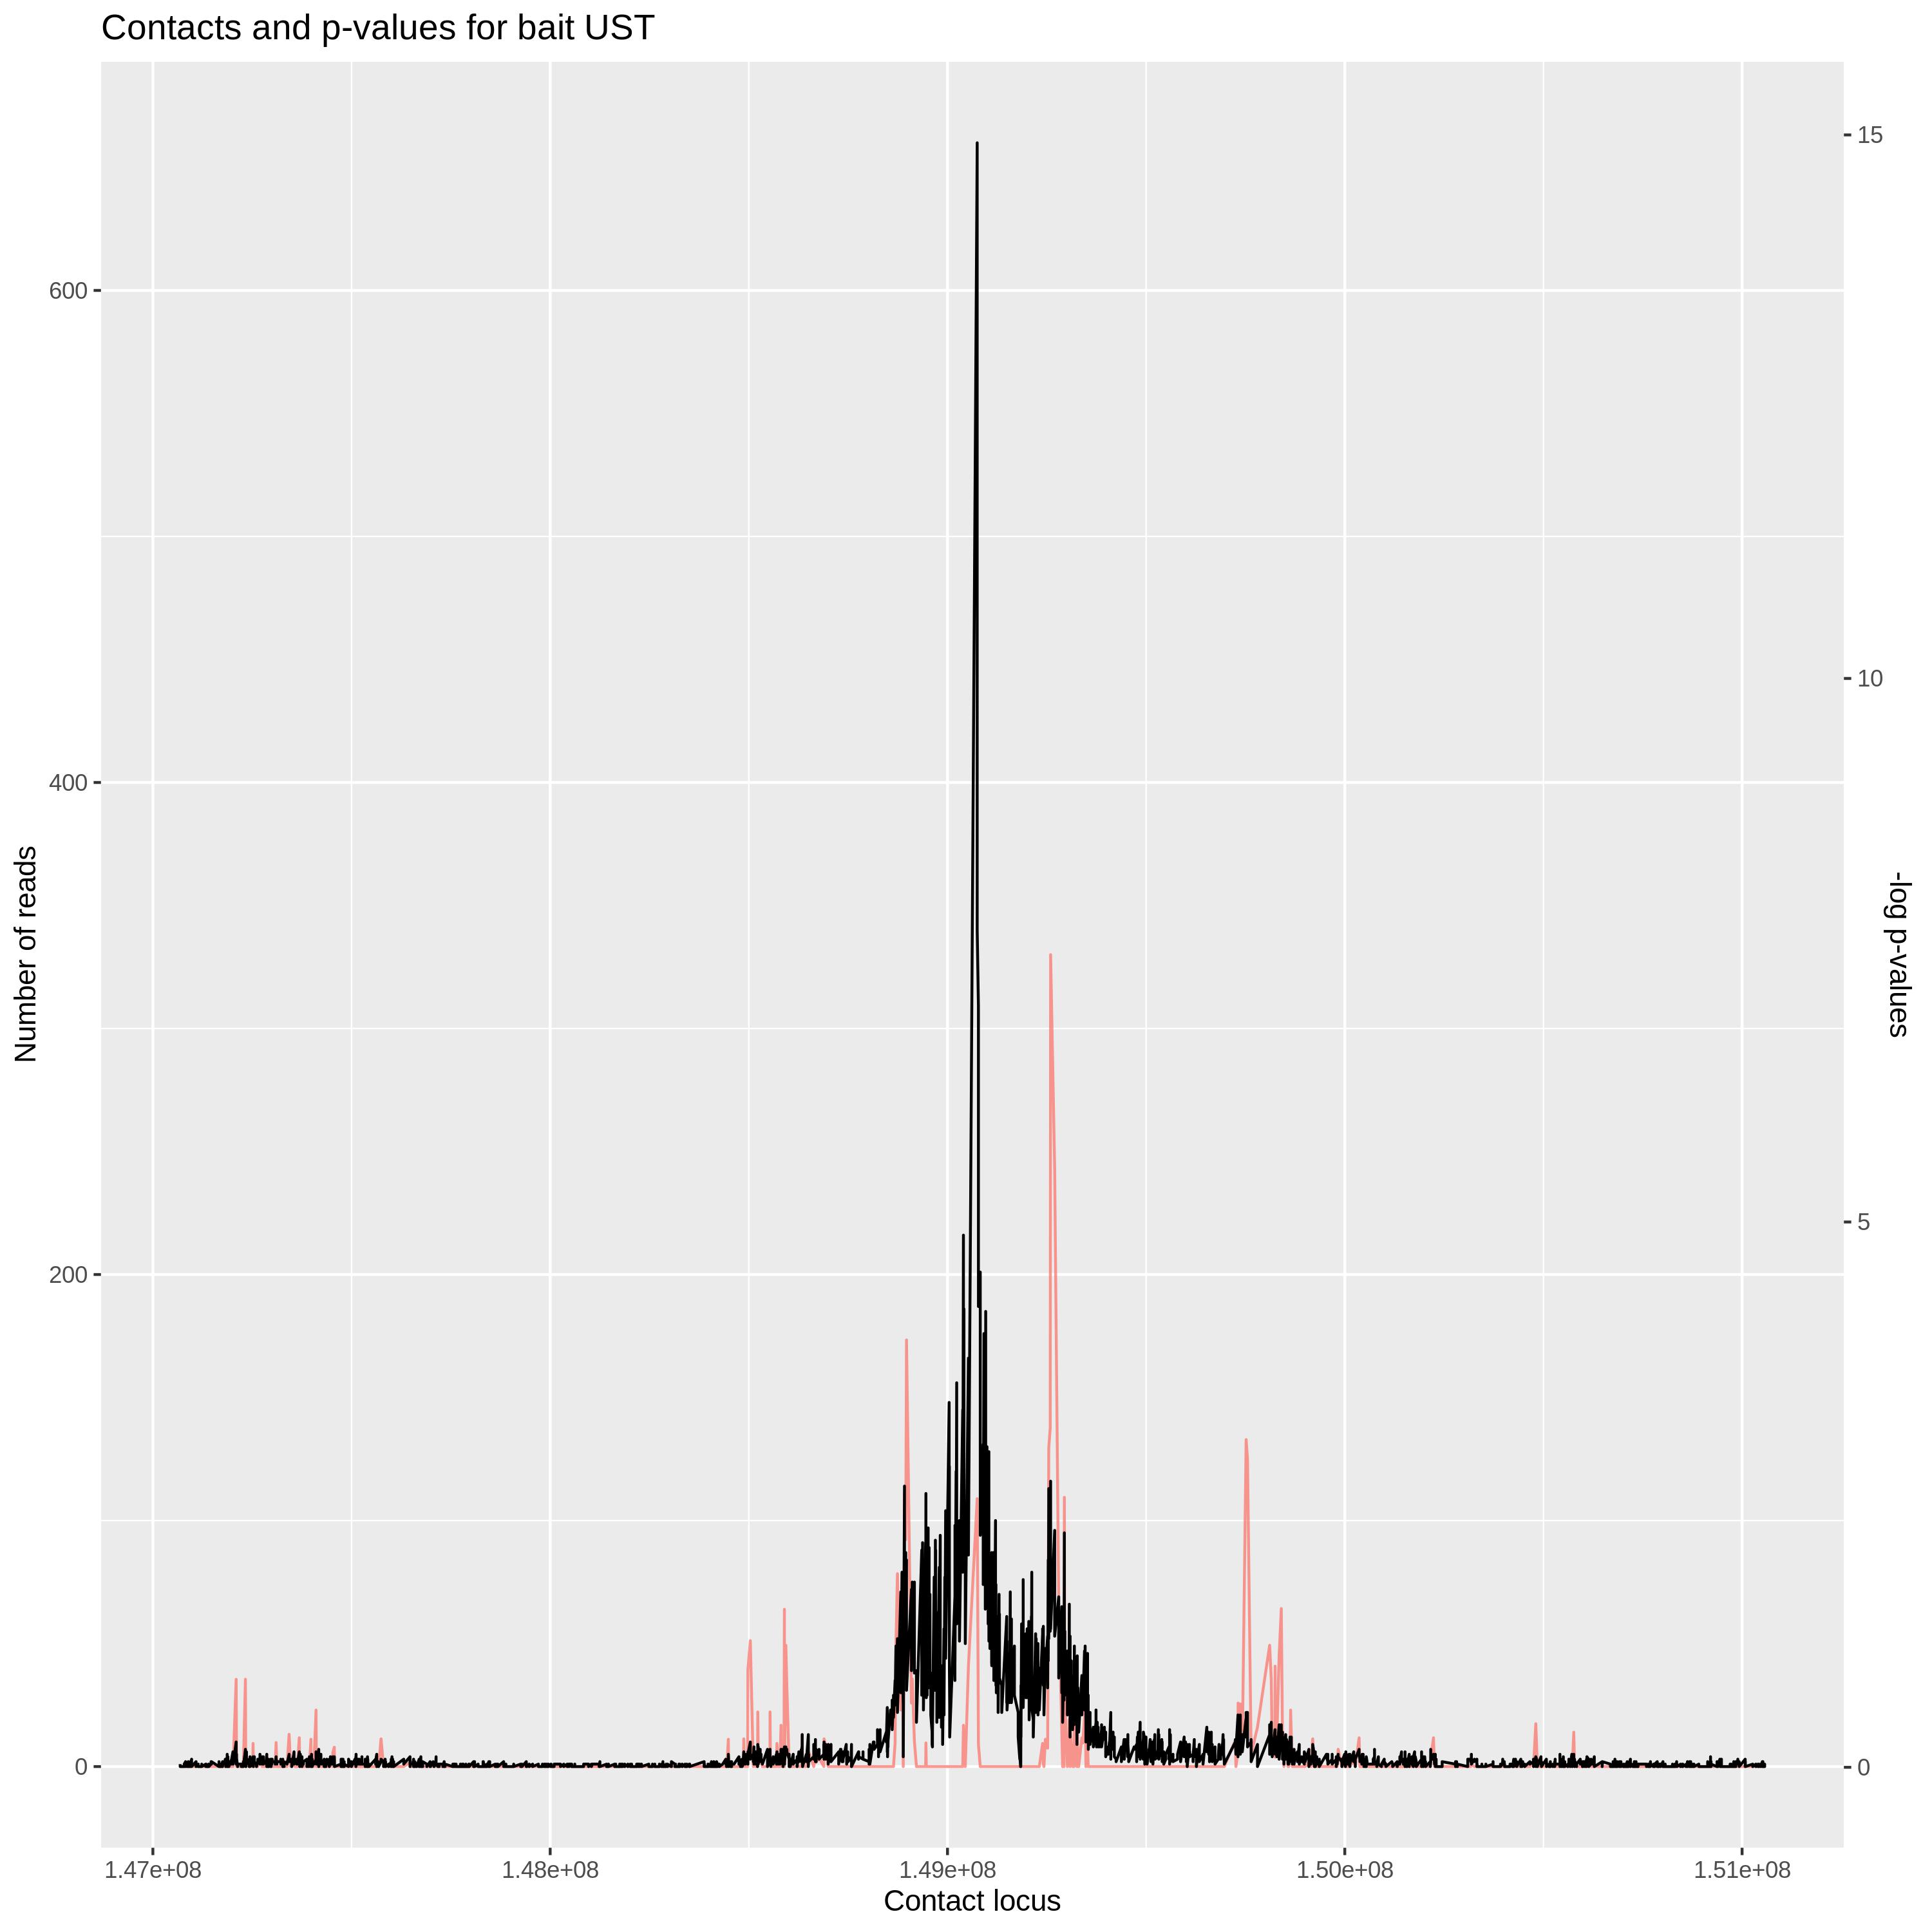 Contacts and p-values for bait UST
600
400
200
0
Number of reads
15
10
5
0
-log p-values
1.47e+08
1.48e+08
1.49e+08
1.50e+08
1.51e+08
Contact locus